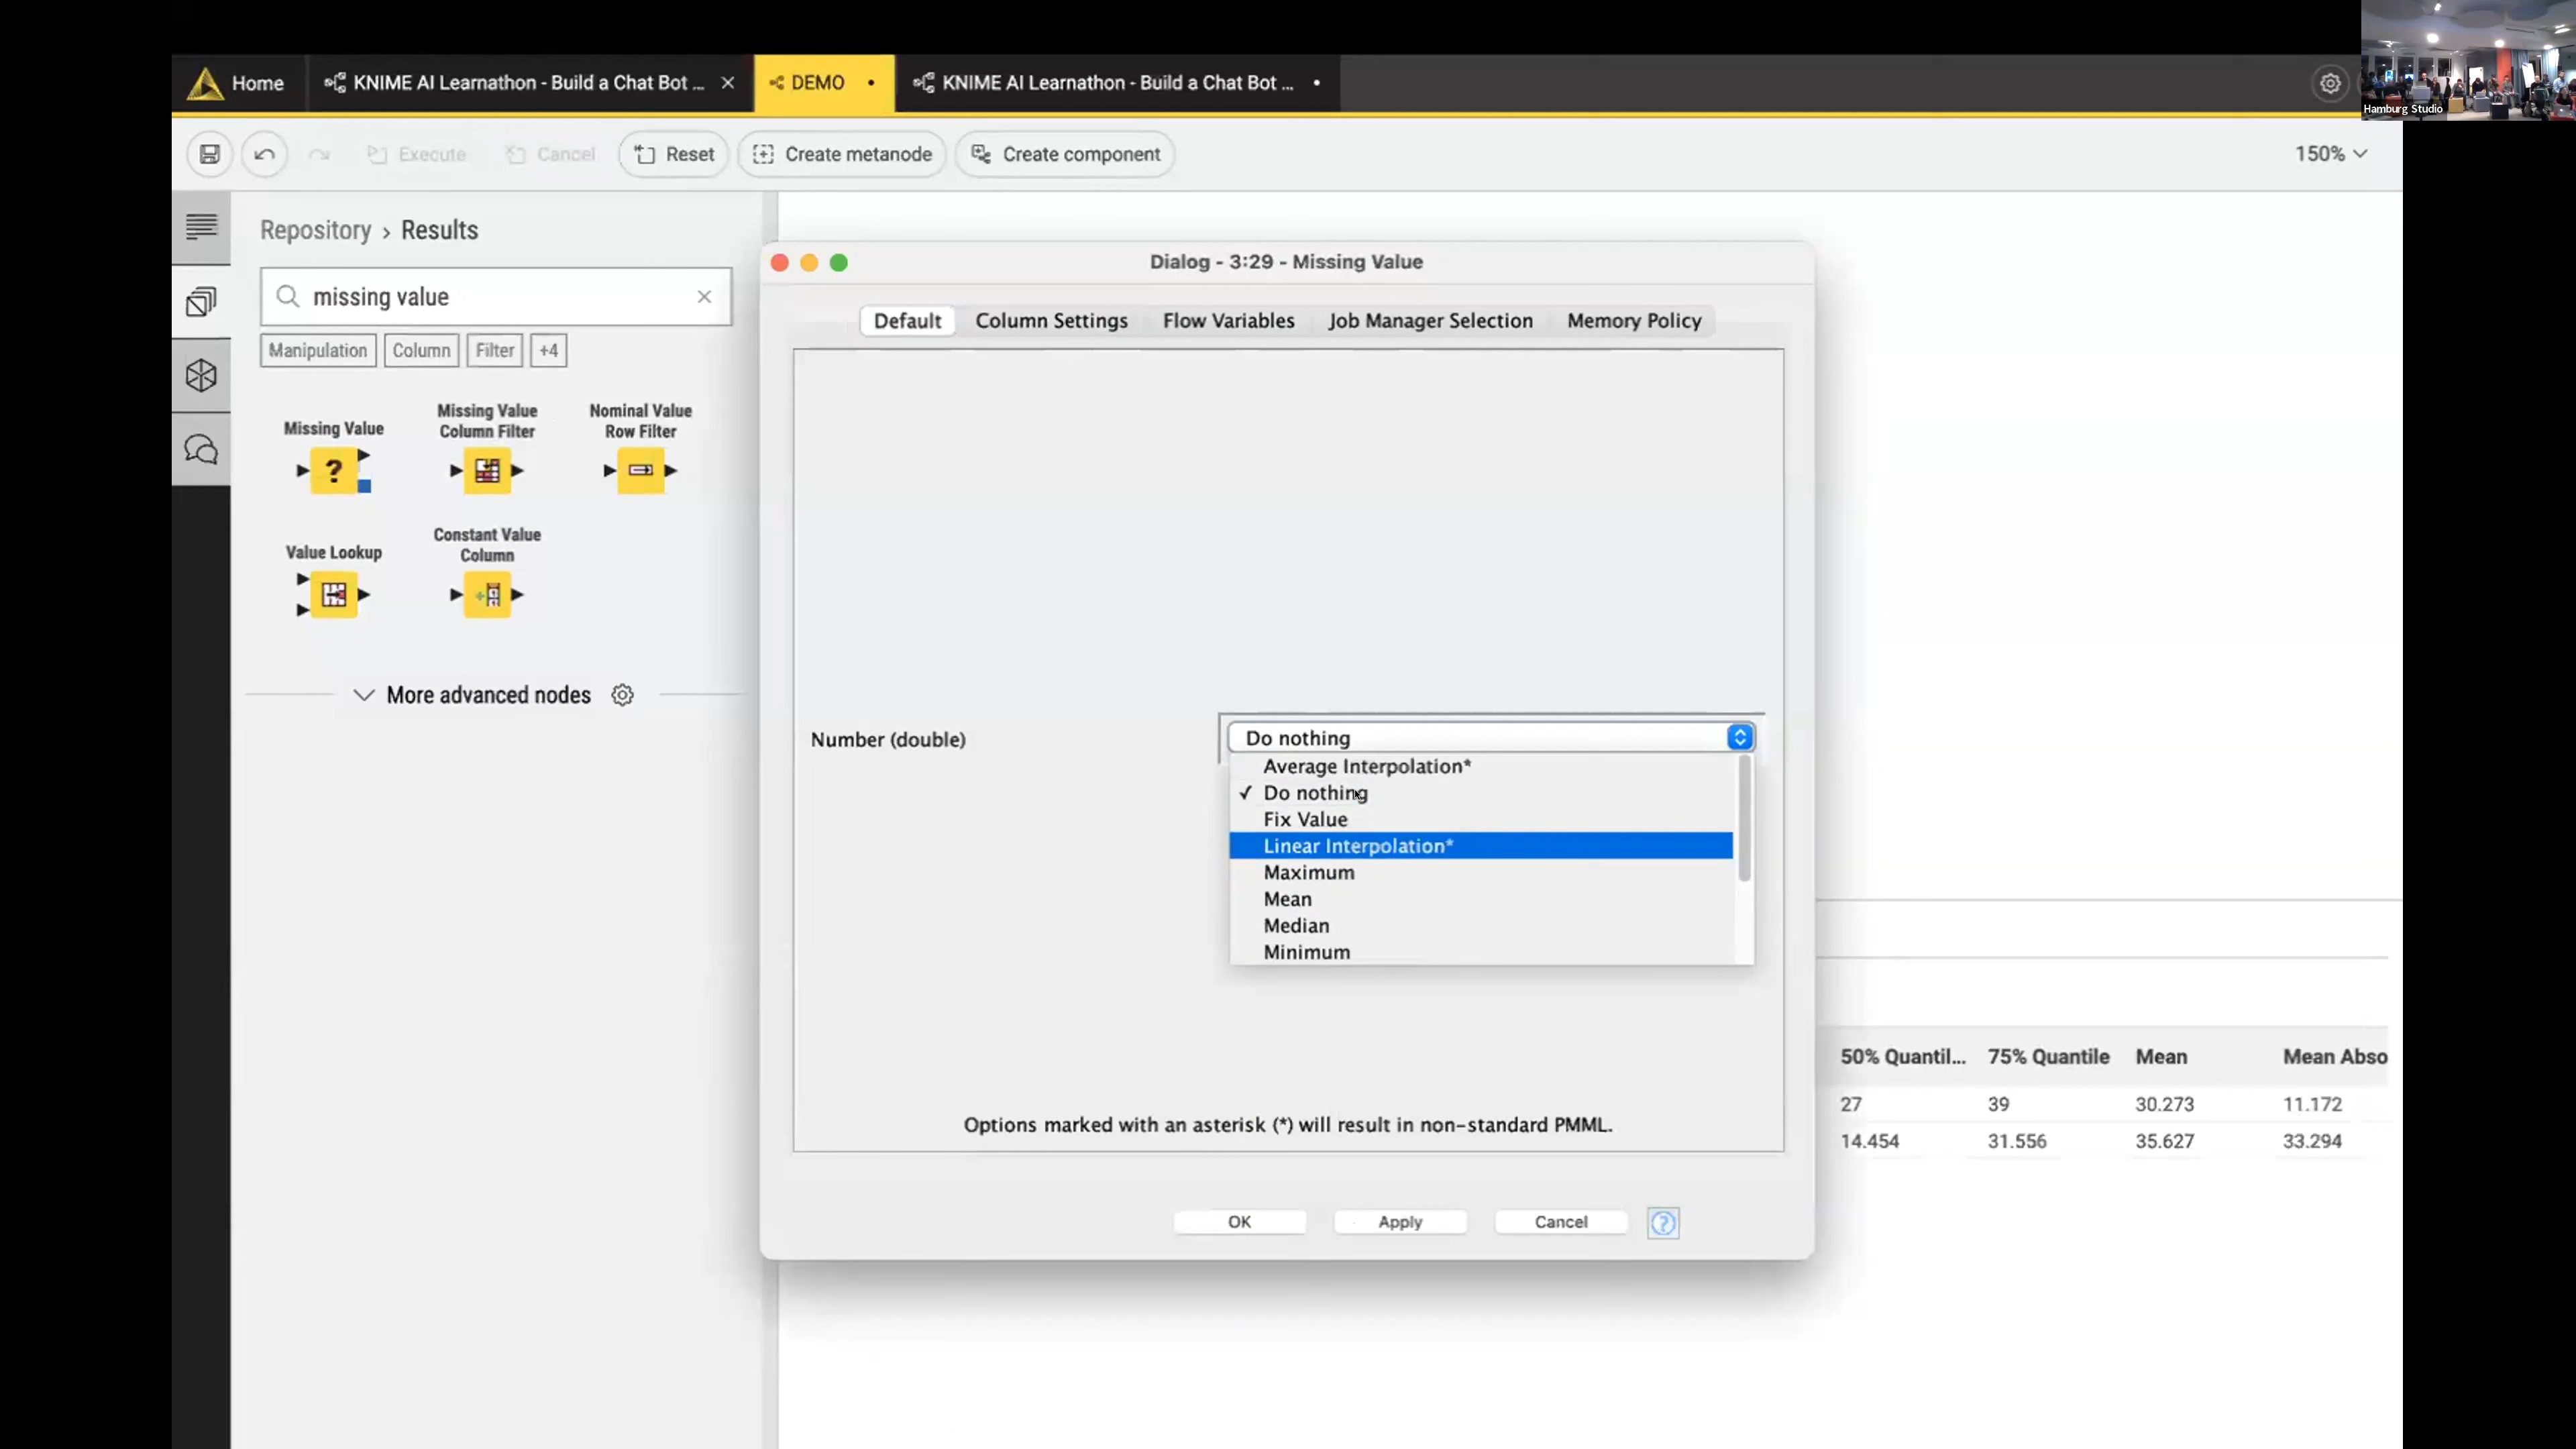 Home
KNIME AI Learnathon - Build a Chat Bot ...
DEMO
KNIME AI Learnathon - Build a Chat Bot ...
Hamburg Studio
Execute
Cancel
Reset
Create metanode
Create component
150%
Repository › Results
missing value
Manipulation
Column
Filter
+4
Missing Value
Missing Value
Column Filter
Nominal Value
Row Filter
?
Value Lookup
Constant Value
Column
More advanced nodes
Dialog - 3:29 - Missing Value
Default
Column Settings
Flow Variables
Job Manager Selection
Memory Policy
Number (double)
Do nothing
Average Interpolation*
✓ Do nothing
Fix Value
Linear Interpolation*
Maximum
Mean
Median
Minimum
Options marked with an asterisk (*) will result in non-standard PMML.
OK
Apply
Cancel
?
50% Quantil... 75% Quantile Mean Mean Abso
27 39 30.273 11.172
14.454 31.556 35.627 33.294